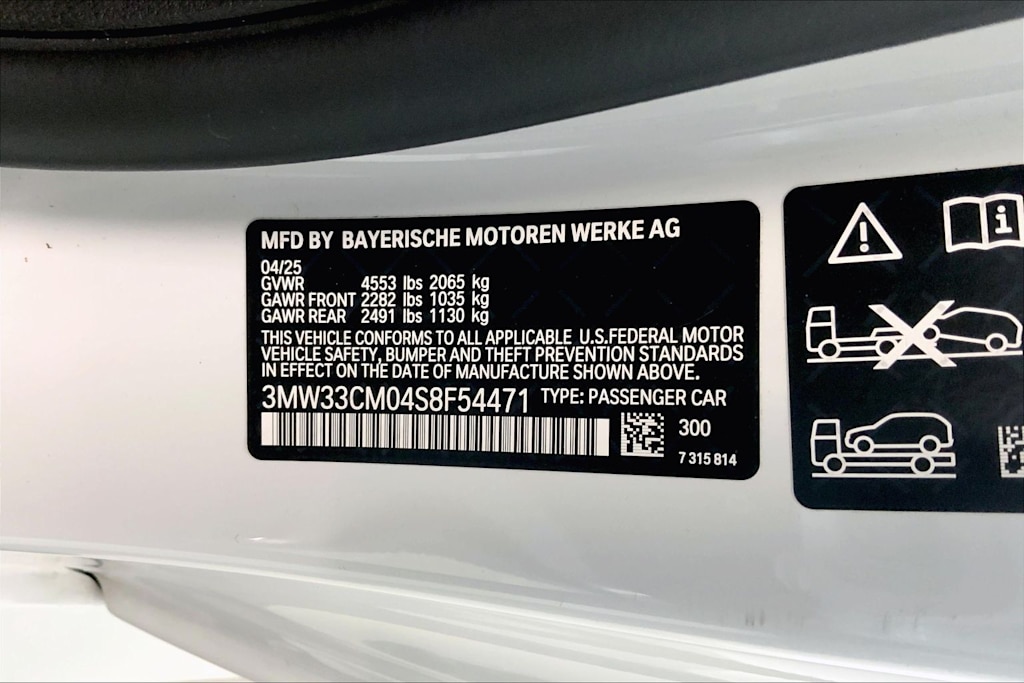 MFD BY BAYERISCHE MOTOREN WERKE AG
04/25
GVWR 4553 lbs 2065 kg
GAWR FRONT 2282 lbs 1035 kg
GAWR REAR 2491 lbs 1130 kg
THIS VEHICLE CONFORMS TO ALL APPLICABLE U.S.FEDERAL MOTOR
VEHICLE SAFETY, BUMPER AND THEFT PREVENTION STANDARDS
IN EFFECT ON THE DATE OF MANUFACTURE SHOWN ABOVE.
3MW33CM04S8F54471 TYPE: PASSENGER CAR
300
7 315 814